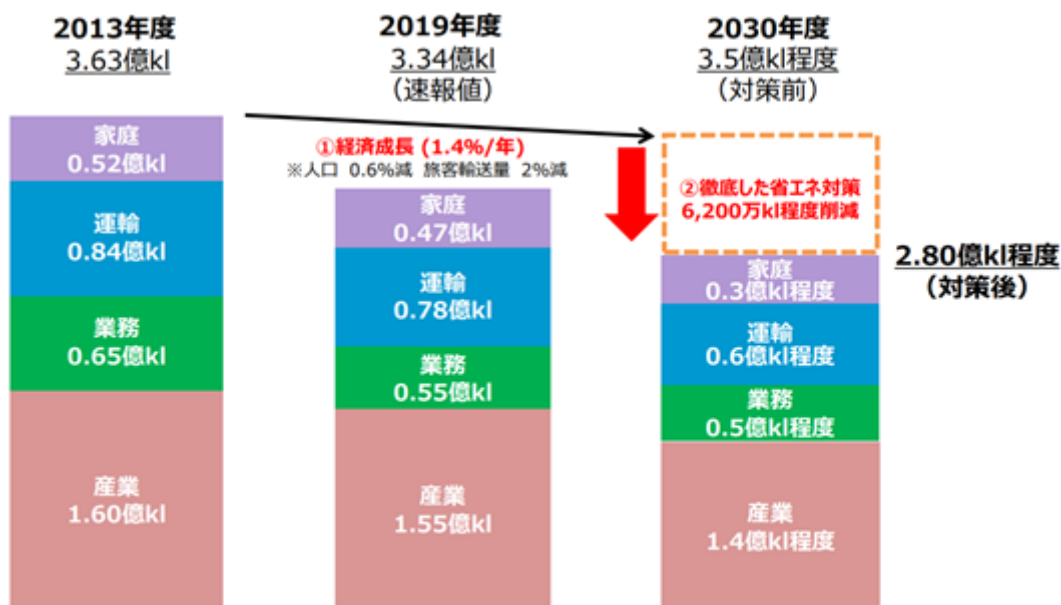 2013年度
3.63億kl
2019年度
3.34億kl
(速報値)
2030年度
3.5億kl程度
(対策前)
①経済成長 (1.4%/年)
※人口 0.6%減 旅客輸送量 2%減
②徹底した省エネ対策
6,200万kl程度削減
2.80億kl程度
(対策後)
家庭
0.52億kl
運輸
0.84億kl
業務
0.65億kl
産業
1.60億kl
家庭
0.47億kl
運輸
0.78億kl
業務
0.55億kl
産業
1.55億kl
家庭
0.3億kl程度
運輸
0.6億kl程度
業務
0.5億kl程度
産業
1.4億kl程度